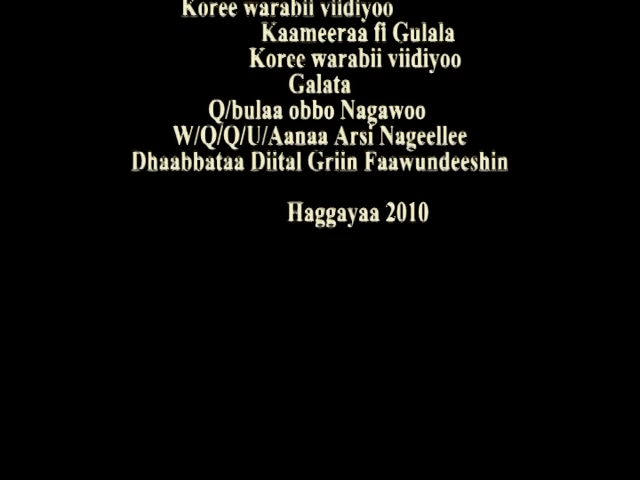 Koree warabii viidiyoo
Kaameeraa fi Gulala
Koree warabii viidiyoo
Galata
Q/bulaa obbo Nagawoo
W/Q/Q/U/Aanaa Arsi Nageellee
Dhaabbataa Diital Griin Faawundeeshin
Haggayaa 2010